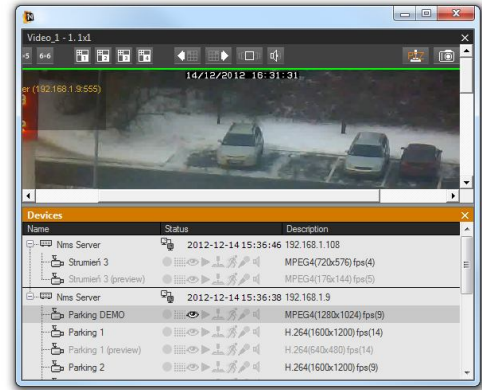 Video_1 - 1. 1x1
6×6
PTZ
14/12/2012 16:31:31
er (192.168.1.9:555)
Devices
Name Status Description
Nms Server 2012-12-14 15:36:46 192.168.1.108
Strumień 3 MPEG4(720x576) fps(4)
Strumień 3 (preview) MPEG4(176x144) fps(5)
Nms Server 2012-12-14 15:36:38 192.168.1.9
Parking DEMO MPEG4(1280x1024) fps(9)
Parking 1 H.264(1600x1200) fps(14)
Parking 1 (preview) H.264(640x480) fps(14)
Parking 2 H.264(1600x1200) fps(9)